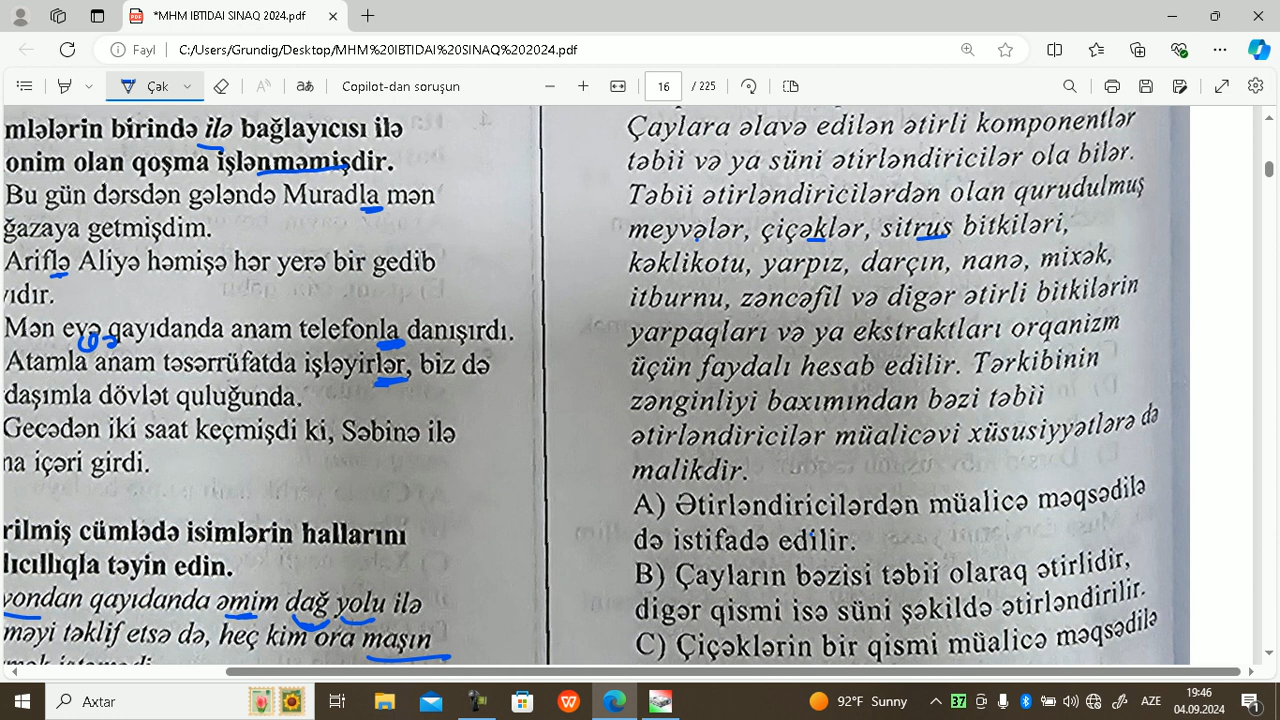 *MHM IBTIDAI SINAQ 2024.pdf
Fayl C:/Users/Grundig/Desktop/MHM%20IBTIDAI%20SINAQ%202024.pdf
Çak Copilot-dan soruşun 16 / 225
mlələrin birində ilə bağlayıcısı ilə
onim olan qoşma işlənməmişdir.
Bu gün dərsdən gələndə Muradla mən
ğazaya getmişdim.
Ariflə Aliyə həmişə hər yerə bir gedib
yıdır.
Mən evə qayıdanda anam telefonla danışırdı.
Atamla anam təsərrüfatda işləyirlər, biz də
daşımla dövlət quluğunda.
Gecədən iki saat keçmişdi ki, Səbinə ilə
na içəri girdi.
rilmiş cümlədə isimlərin hallarını
lıcıllıqla təyin edin.
yondan qayıdanda əmim dağ yolu ilə
məyi təklif etsə də, heç kim ora maşın
Çaylara əlavə edilən ətirli komponentlər
təbii və ya süni ətirləndiricilər ola bilər.
Təbii ətirləndiricilərdən olan qurudulmuş
meyvələr, çiçəklər, sitrus bitkiləri,
kəklikotu, yarpız, darçın, nanə, mixək,
itburnu, zəncəfil və digər ətirli bitkilərin
yarpaqları və ya ekstraktları orqanizm
üçün faydalı hesab edilir. Tərkibinin
zənginliyi baxımından bəzi təbii
ətirləndiricilər müalicəvi xüsusiyyətlərə də
malikdir.
A) Ətirləndiricilərdən müalicə məqsədilə
də istifadə edilir.
B) Çayların bəzisi təbii olaraq ətirlidir,
digər qismi isə süni şəkildə ətirləndirilir.
C) Çiçəklərin bir qismi müalicə məqsədilə
Axtar 92°F Sunny 37 AZE 19:46
04.09.2024